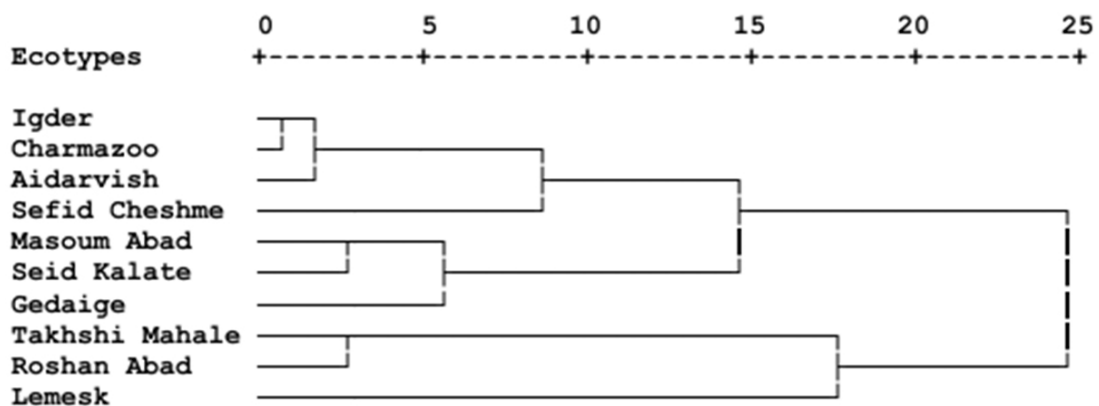 0 5 10 15 20 25
Ecotypes
Igder
Charmazoo
Aidarvish
Sefid Cheshme
Masoum Abad
Seid Kalate
Gedaige
Takhshi Mahale
Roshan Abad
Lemesk